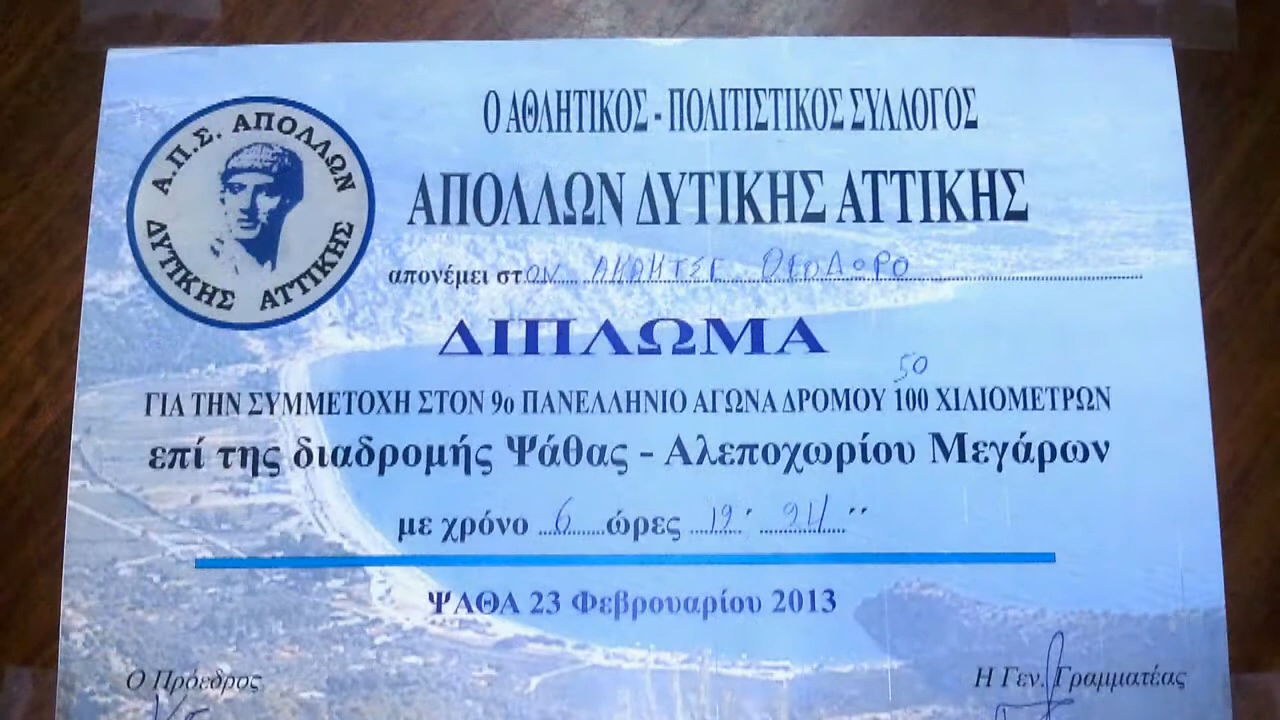 Α.Π.Σ. ΑΠΟΛΛΩΝ
ΔΥΤΙΚΗΣ ΑΤΤΙΚΗΣ
Ο ΑΘΛΗΤΙΚΟΣ - ΠΟΛΙΤΙΣΤΙΚΟΣ ΣΥΛΛΟΓΟΣ
ΑΠΟΛΛΩΝ ΔΥΤΙΚΗΣ ΑΤΤΙΚΗΣ
απονέμει στΟΝ ΘΕΟΔΩΡΟ
ΔΙΠΛΩΜΑ
50
ΓΙΑ ΤΗΝ ΣΥΜΜΕΤΟΧΗ ΣΤΟΝ 9ο ΠΑΝΕΛΛΗΝΙΟ ΑΓΩΝΑ ΔΡΟΜΟΥ 100 ΧΙΛΙΟΜΕΤΡΩΝ
επί της διαδρομής Ψάθας - Αλεποχωρίου Μεγάρων
με χρόνο 6 ώρες 19΄
ΨΑΘΑ 23 Φεβρουαρίου 2013
Ο Πρόεδρος
Η Γεν. Γραμματέας